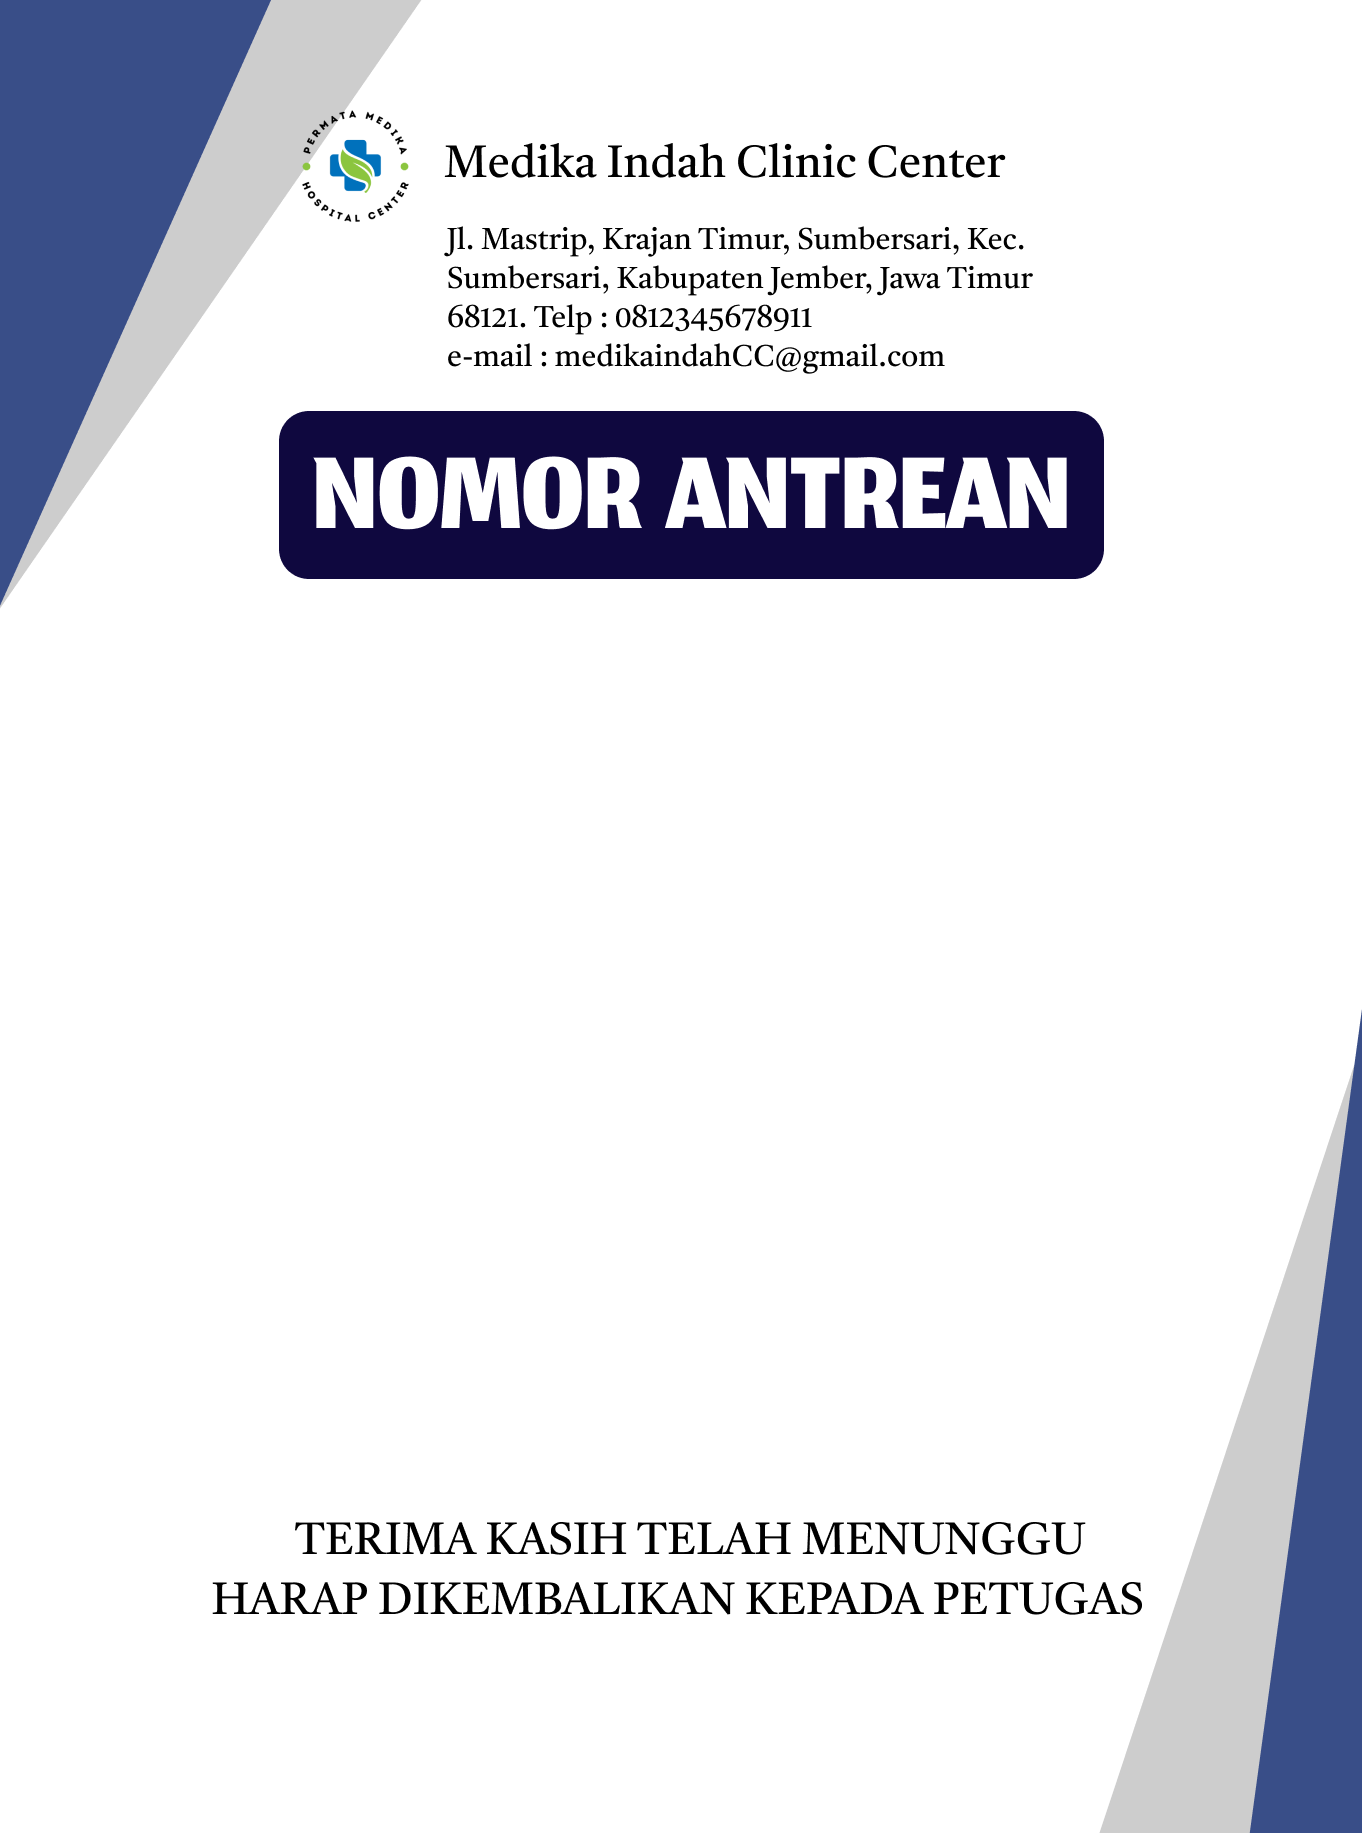 PERMATA MEDIKA
HOSPITAL CENTER
Medika Indah Clinic Center
Jl. Mastrip, Krajan Timur, Sumbersari, Kec.
Sumbersari, Kabupaten Jember, Jawa Timur
68121. Telp : 0812345678911
e-mail : medikaindahCC@gmail.com
NOMOR ANTREAN
TERIMA KASIH TELAH MENUNGGU
HARAP DIKEMBALIKAN KEPADA PETUGAS